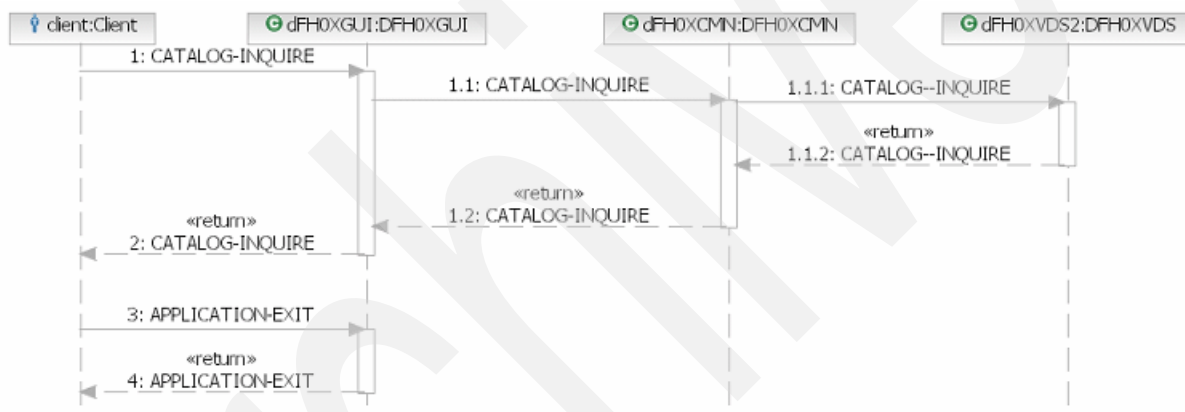 client:Client
dFH0XGUI:DFH0XGUI
dFH0XCMN:DFH0XCMN
dFH0XVDS2:DFH0XVDS
1: CATALOG-INQUIRE
1.1: CATALOG-INQUIRE
1.1.1: CATALOG--INQUIRE
«return»
1.1.2: CATALOG--INQUIRE
«return»
1.2: CATALOG-INQUIRE
«return»
2: CATALOG-INQUIRE
3: APPLICATION-EXIT
«return»
4: APPLICATION-EXIT